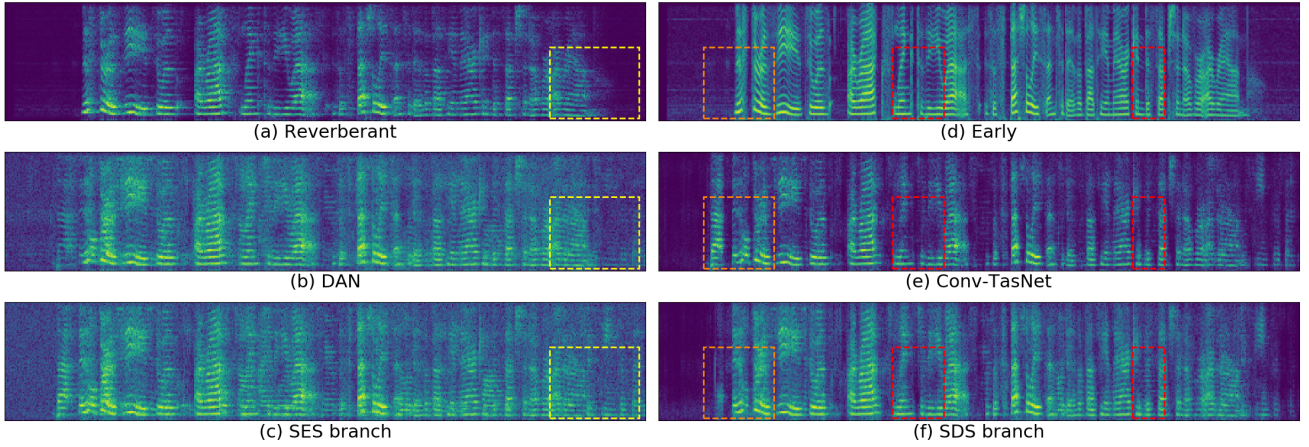 (a) Reverberant
(d) Early
(b) DAN
(e) Conv-TasNet
(c) SES branch
(f) SDS branch